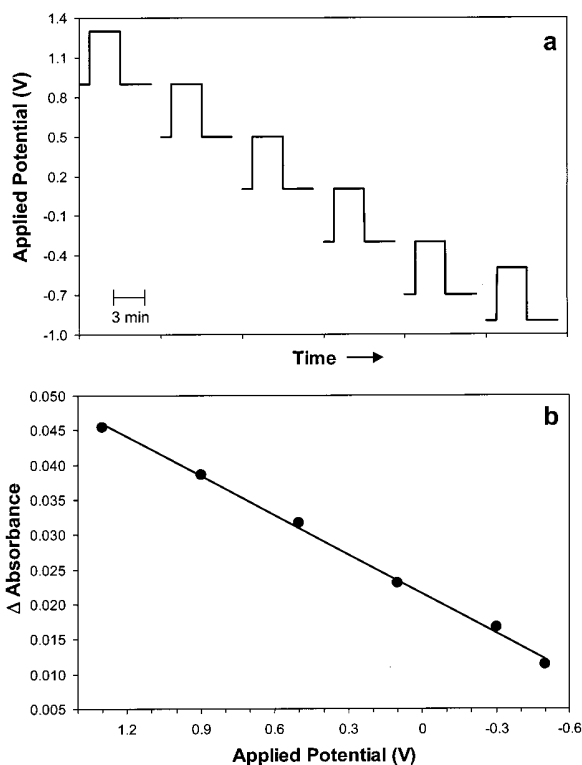 a
Applied Potential (V)
1.4
1.1
0.8
0.5
0.2
-0.1
-0.4
-0.7
-1.0
3 min
Time
b
Δ Absorbance
0.050
0.045
0.040
0.035
0.030
0.025
0.020
0.015
0.010
0.005
1.2 0.9 0.6 0.3 0 -0.3 -0.6
Applied Potential (V)